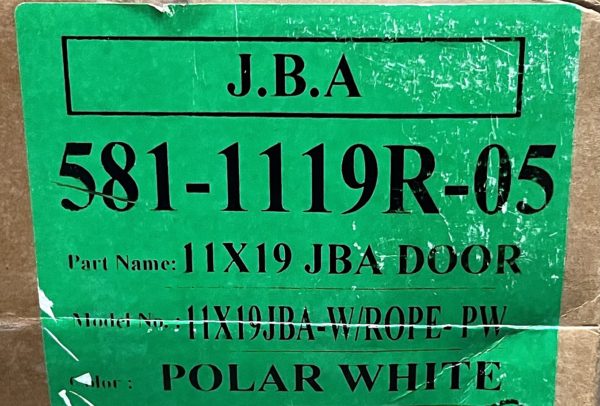 J.B.A
581-1119R-05
Part Name: 11X19 JBA DOOR
Model No. : 11X19JBA-W/ROPE- PW
Color : POLAR WHITE